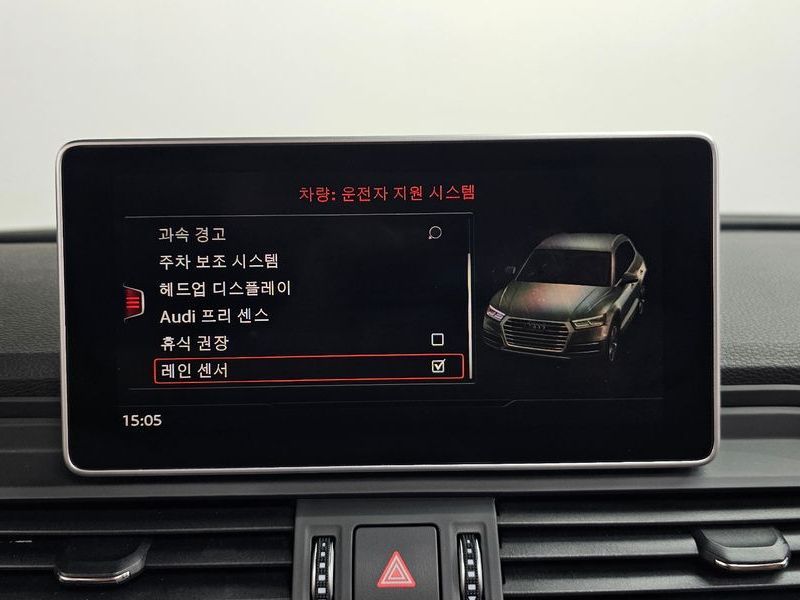 차량: 운전자 지원 시스템
과속 경고
주차 보조 시스템
헤드업 디스플레이
Audi 프리 센스
휴식 권장
레인 센서
15:05